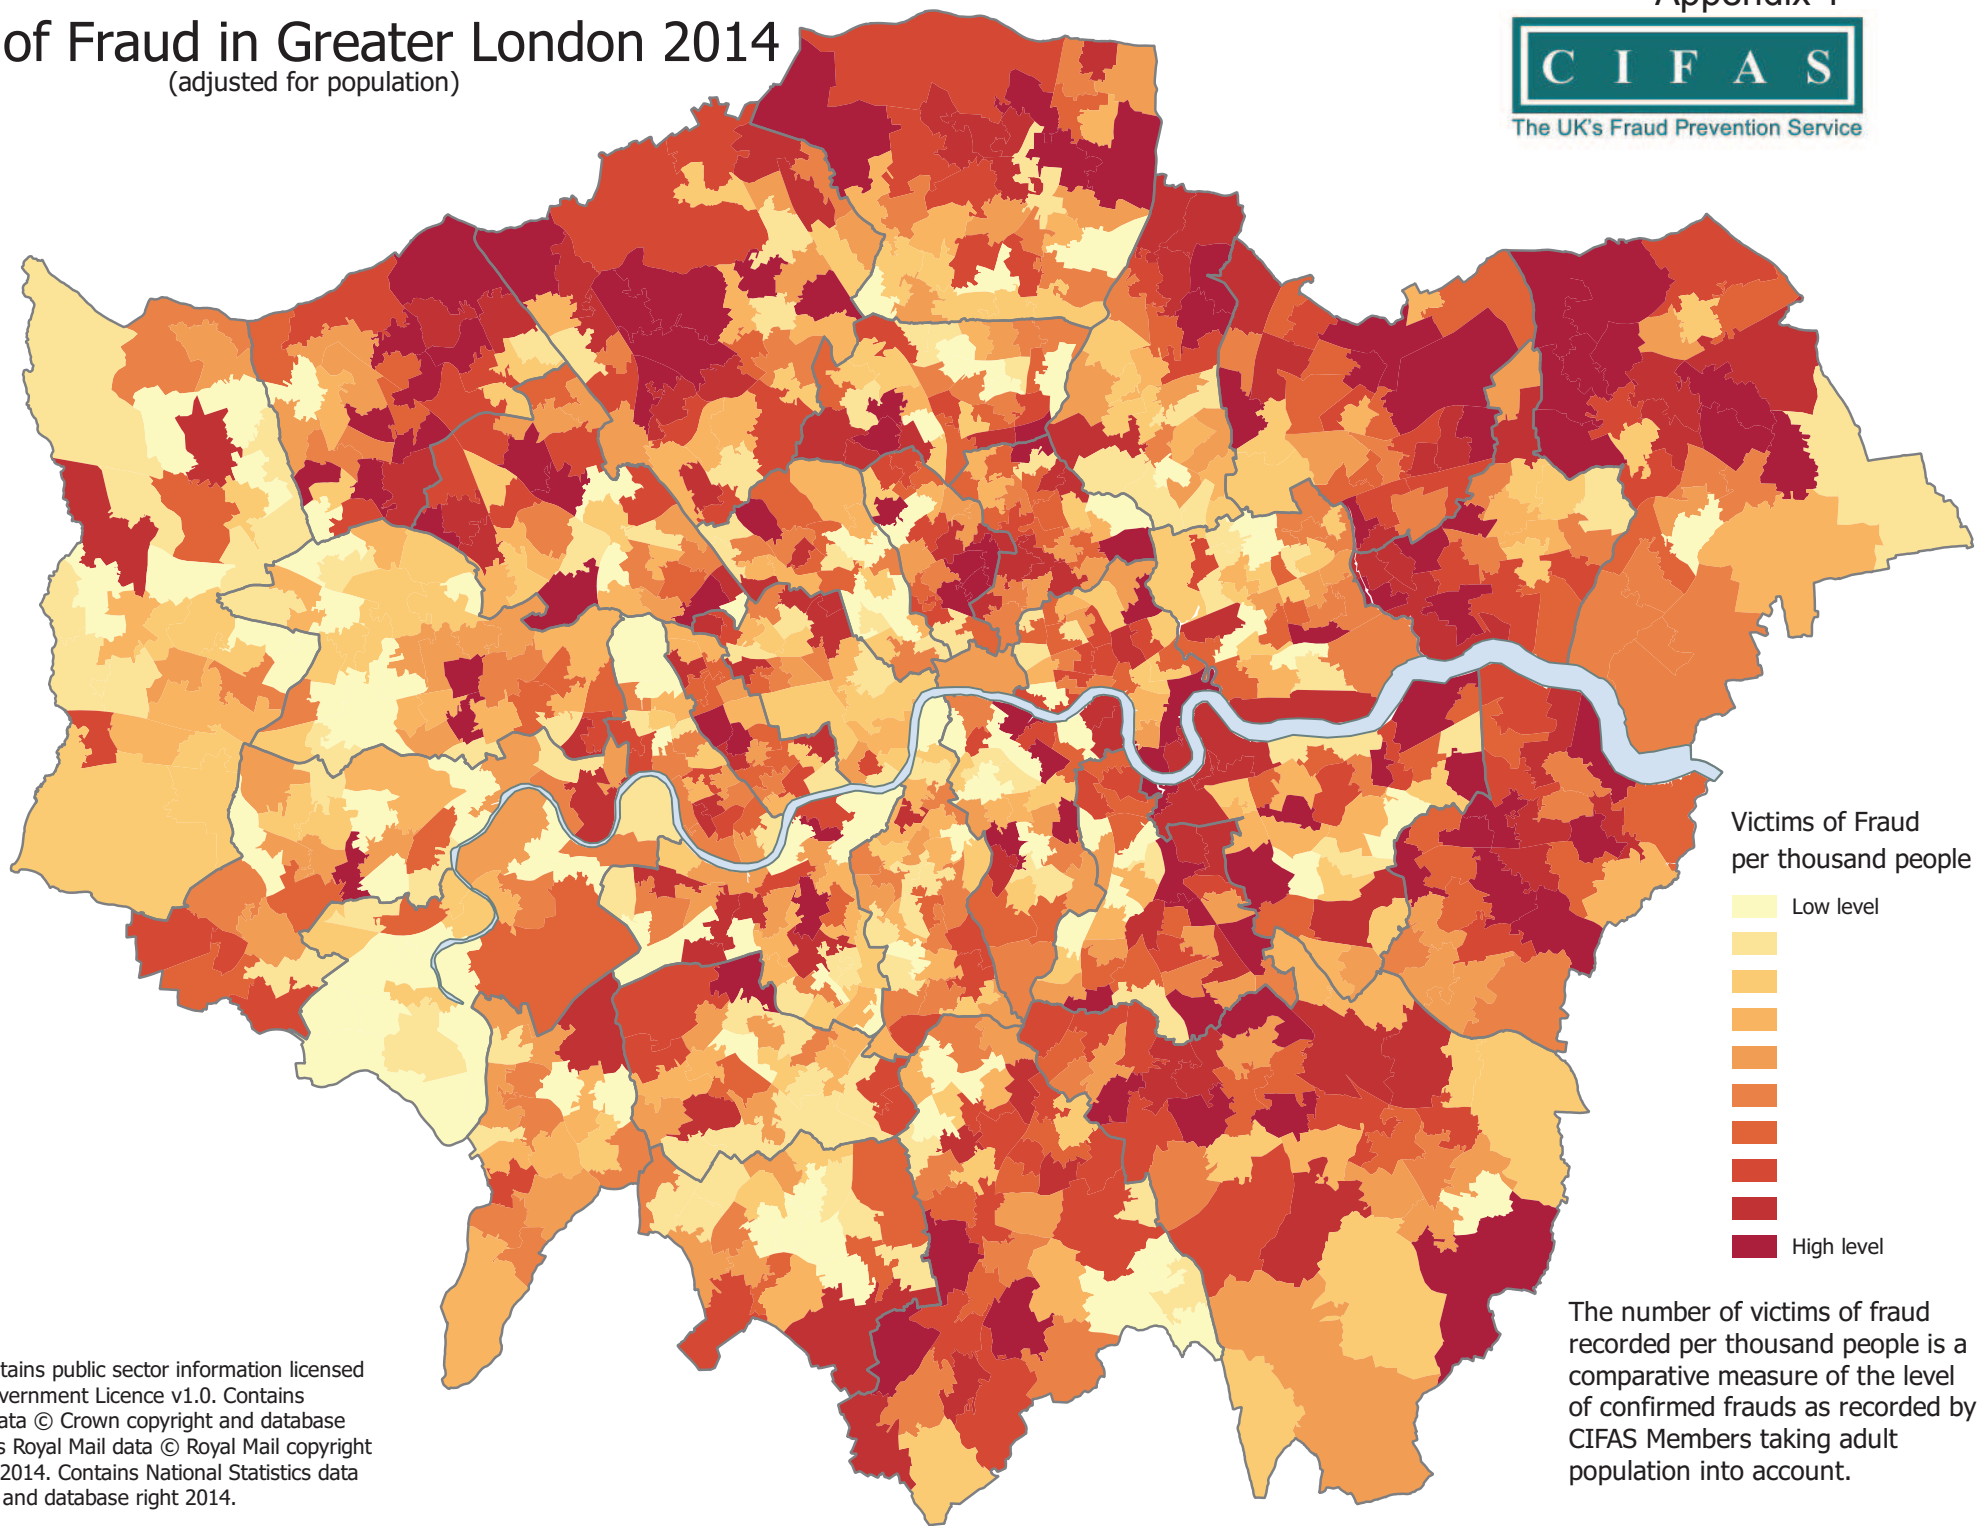 of Fraud in Greater London 2014
(adjusted for population)
Appendix
CIFAS
The UK's Fraud Prevention Service
Victims of Fraud
per thousand people
Low level
High level
The number of victims of fraud
recorded per thousand people is a
comparative measure of the level
of confirmed frauds as recorded by
CIFAS Members taking adult
population into account.
tains public sector information licensed
vernment Licence v1.0. Contains
ata © Crown copyright and database
s Royal Mail data © Royal Mail copyright
2014. Contains National Statistics data
and database right 2014.